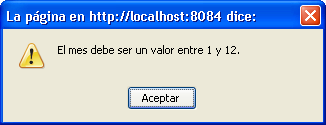 La página en http://localhost:8084 dice:
El mes debe ser un valor entre 1 y 12.
Aceptar